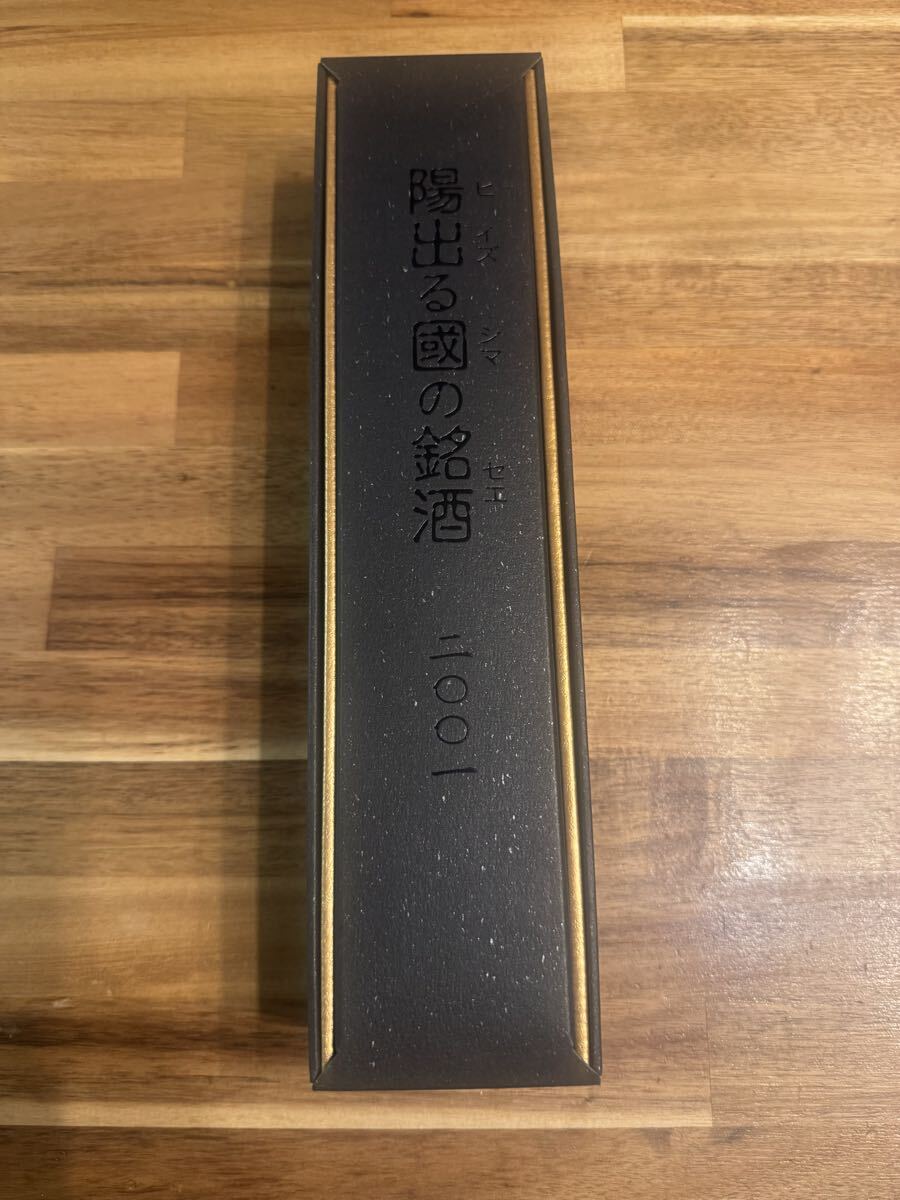 陽出る國の銘酒
ヒイズシマセエ
二〇〇一